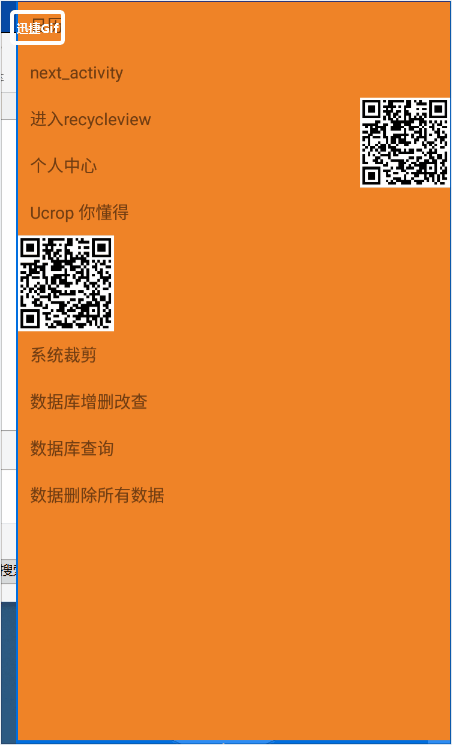 迅捷Gif
next_activity
进入recycleview
个人中心
Ucrop 你懂得
系统裁剪
数据库增删改查
数据库查询
数据删除所有数据
搜